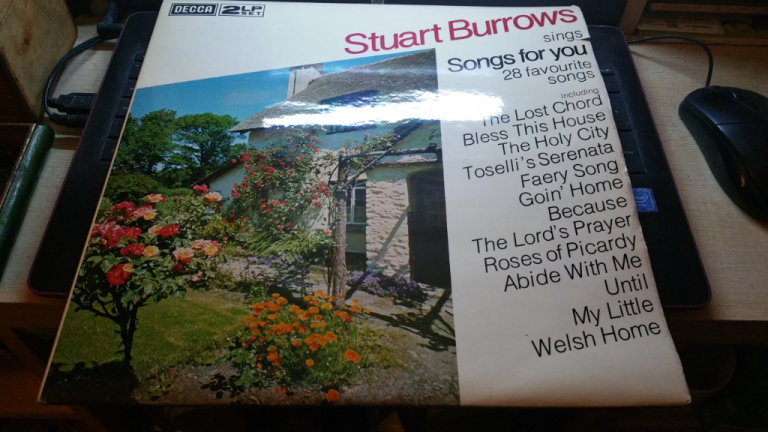 DECCA 2LP SET
Stuart Burrows
sings
Songs for you
28 favourite
songs
including
The Lost Chord
Bless This House
The Holy City
Toselli's Serenata
Faery Song
Goin' Home
Because
The Lord's Prayer
Roses of Picardy
Abide With Me
Until
My Little
Welsh Home